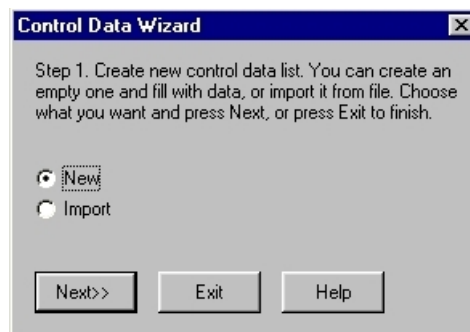 Control Data Wizard
Step 1. Create new control data list. You can create an
empty one and fill with data, or import it from file. Choose
what you want and press Next, or press Exit to finish.
New
Import
Next>> Exit Help